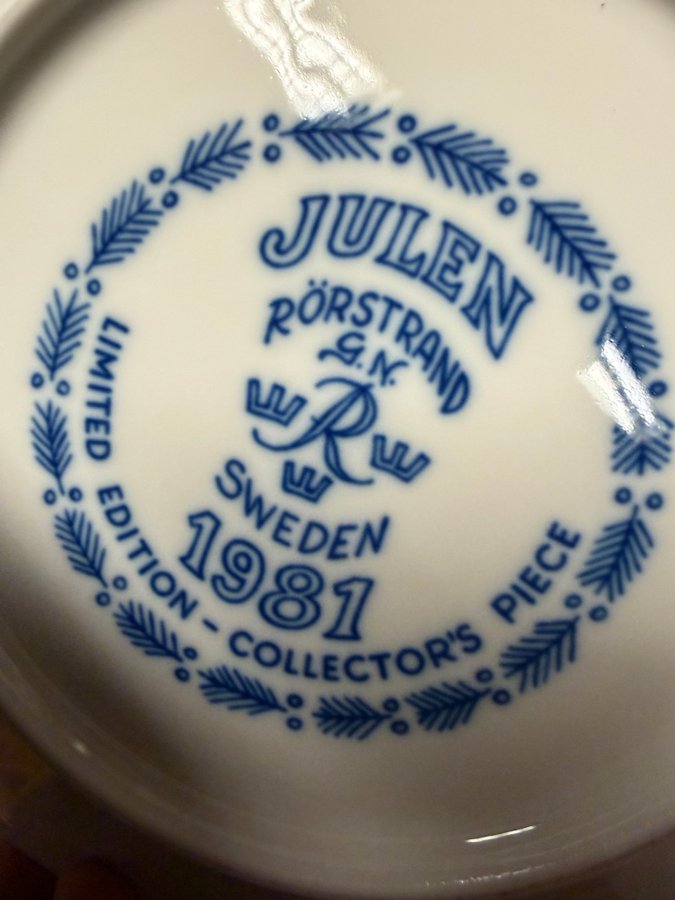 JULEN
RÖRSTRAND
G.N.
R
SWEDEN
1981
LIMITED EDITION - COLLECTOR'S PIECE